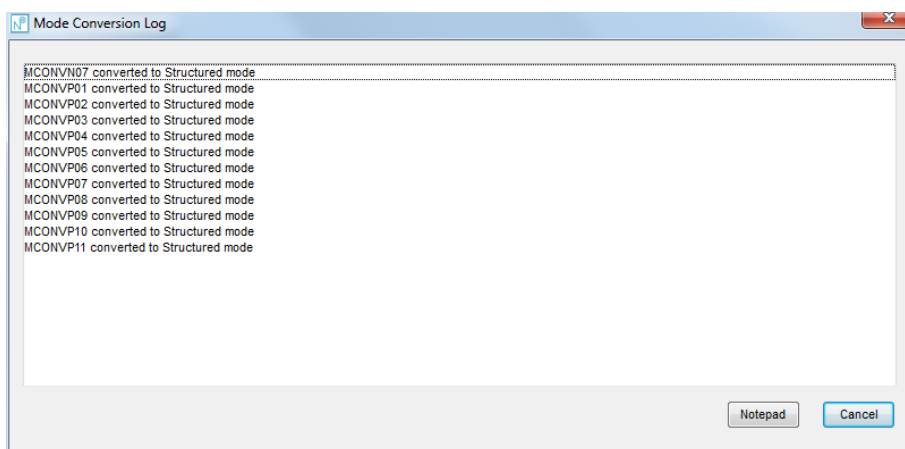 Mode Conversion Log
MCONVN07 converted to Structured mode
MCONVP01 converted to Structured mode
MCONVP02 converted to Structured mode
MCONVP03 converted to Structured mode
MCONVP04 converted to Structured mode
MCONVP05 converted to Structured mode
MCONVP06 converted to Structured mode
MCONVP07 converted to Structured mode
MCONVP08 converted to Structured mode
MCONVP09 converted to Structured mode
MCONVP10 converted to Structured mode
MCONVP11 converted to Structured mode
Notepad Cancel